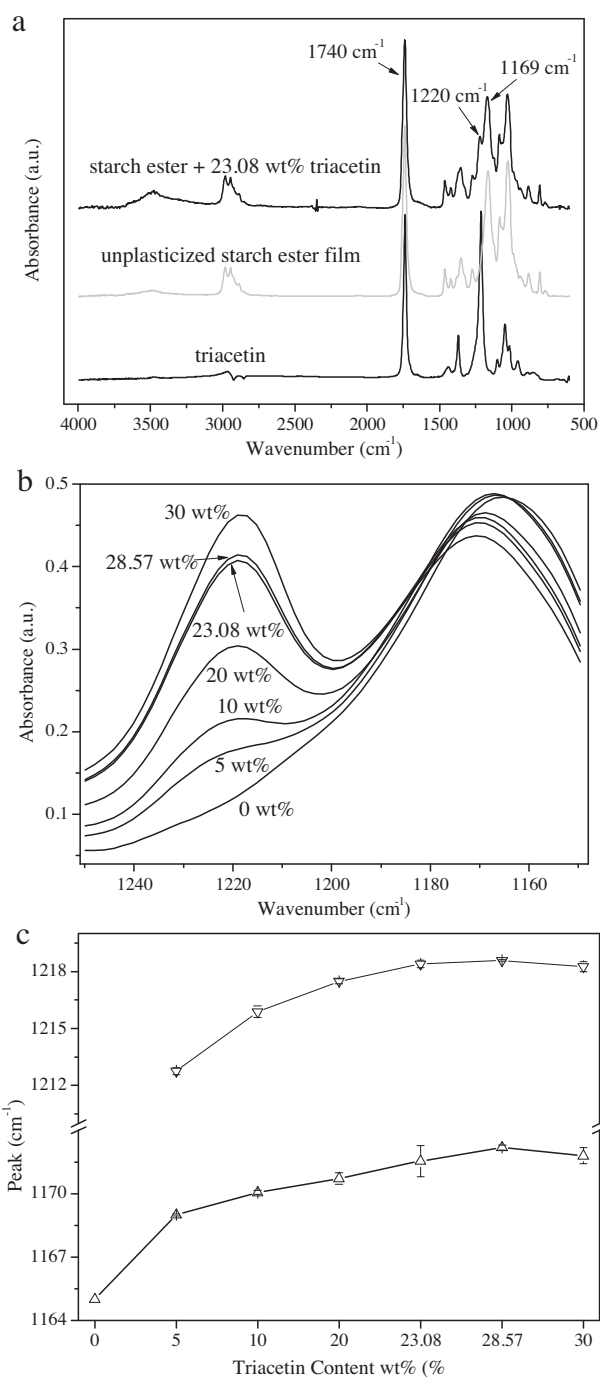 a
1740 cm⁻¹
1169 cm⁻¹
1220 cm⁻¹
starch ester + 23.08 wt% triacetin
unplasticized starch ester film
triacetin
Absorbance (a.u.)
4000 3500 3000 2500 2000 1500 1000 500
Wavenumber (cm⁻¹)
b
0.5
0.4
0.3
0.2
0.1
Absorbance (a.u.)
30 wt%
28.57 wt%
23.08 wt%
20 wt%
10 wt%
5 wt%
0 wt%
1240 1220 1200 1180 1160
Wavenumber (cm⁻¹)
c
1218
1215
1212
1170
1164
Peak (cm⁻¹)
0 5 10 20 23.08 28.57 30
Triacetin Content wt% (%